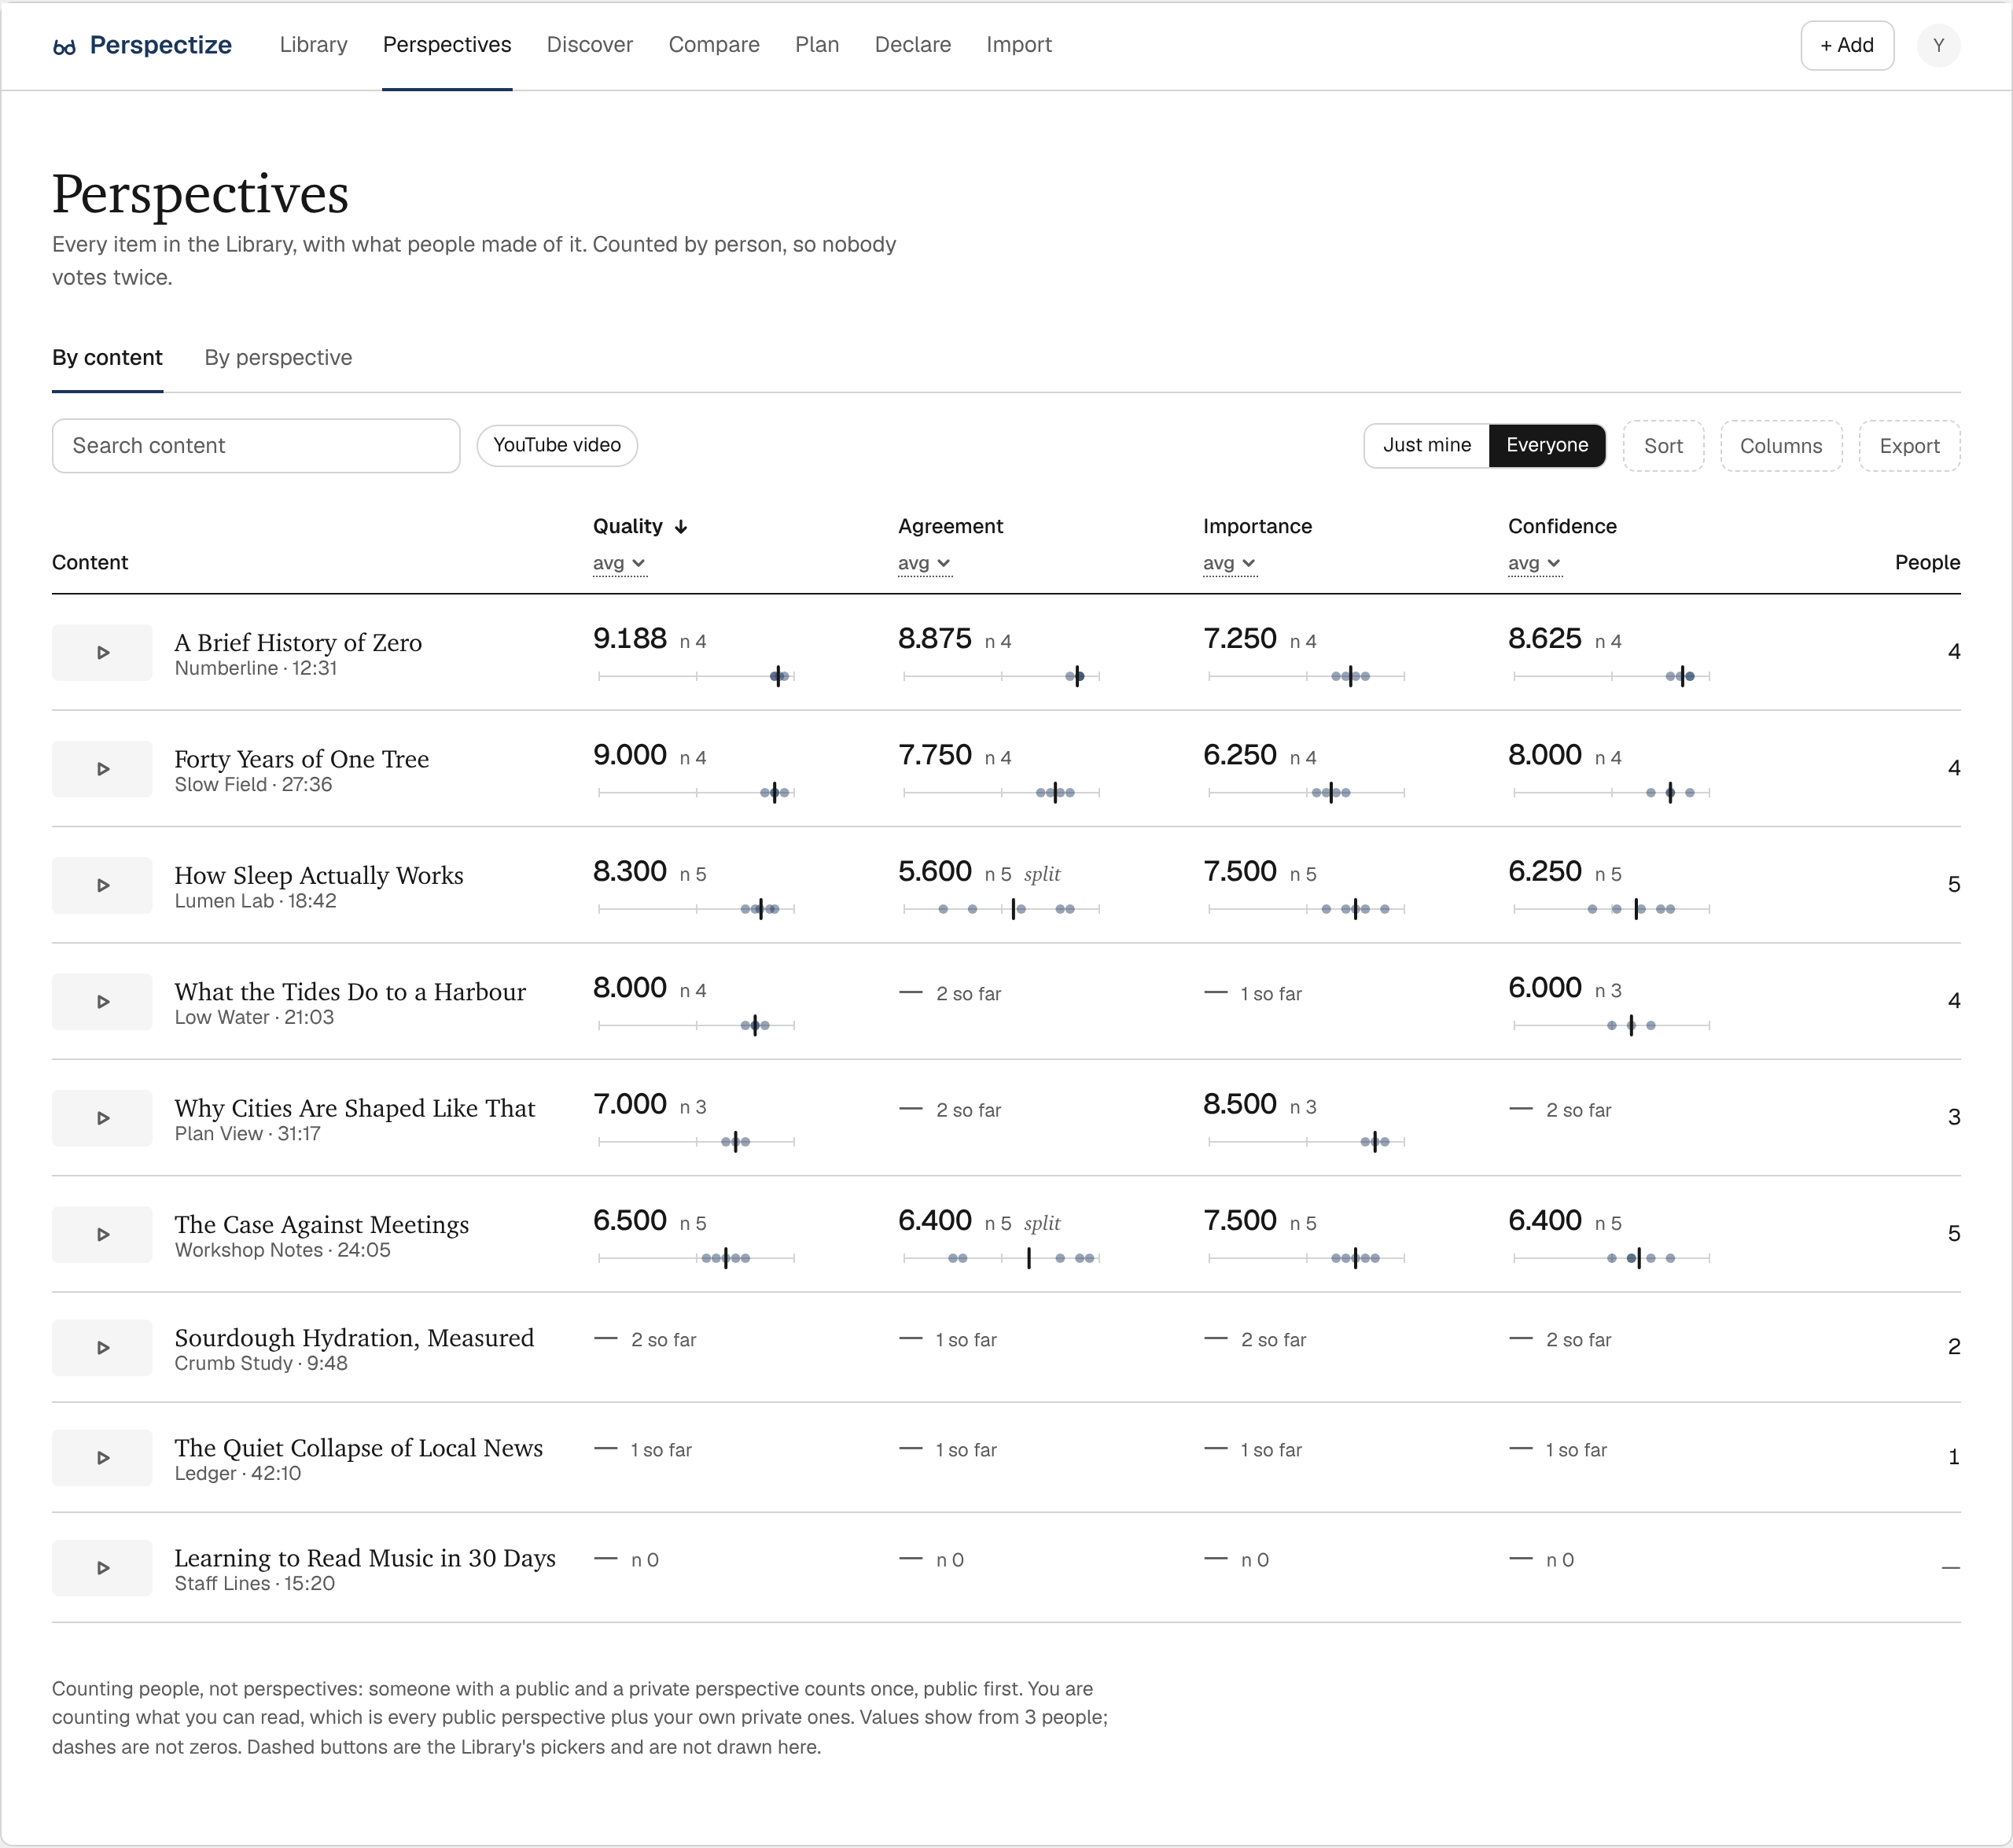 Perspectize Library Perspectives Discover Compare Plan Declare Import + Add Y
Perspectives
Every item in the Library, with what people made of it. Counted by person, so nobody
votes twice.
By content By perspective
Search content YouTube video Just mine Everyone Sort Columns Export
Quality ↓ Agreement Importance Confidence
Content avg avg avg avg People
A Brief History of Zero 9.188 n 4 8.875 n 4 7.250 n 4 8.625 n 4 4
Numberline · 12:31
Forty Years of One Tree 9.000 n 4 7.750 n 4 6.250 n 4 8.000 n 4 4
Slow Field · 27:36
How Sleep Actually Works 8.300 n 5 5.600 n 5 split 7.500 n 5 6.250 n 5 5
Lumen Lab · 18:42
What the Tides Do to a Harbour 8.000 n 4 — 2 so far — 1 so far 6.000 n 3 4
Low Water · 21:03
Why Cities Are Shaped Like That 7.000 n 3 — 2 so far 8.500 n 3 — 2 so far 3
Plan View · 31:17
The Case Against Meetings 6.500 n 5 6.400 n 5 split 7.500 n 5 6.400 n 5 5
Workshop Notes · 24:05
Sourdough Hydration, Measured — 2 so far — 1 so far — 2 so far — 2 so far 2
Crumb Study · 9:48
The Quiet Collapse of Local News — 1 so far — 1 so far — 1 so far — 1 so far 1
Ledger · 42:10
Learning to Read Music in 30 Days — n 0 — n 0 — n 0 — n 0 —
Staff Lines · 15:20
Counting people, not perspectives: someone with a public and a private perspective counts once, public first. You are
counting what you can read, which is every public perspective plus your own private ones. Values show from 3 people;
dashes are not zeros. Dashed buttons are the Library's pickers and are not drawn here.